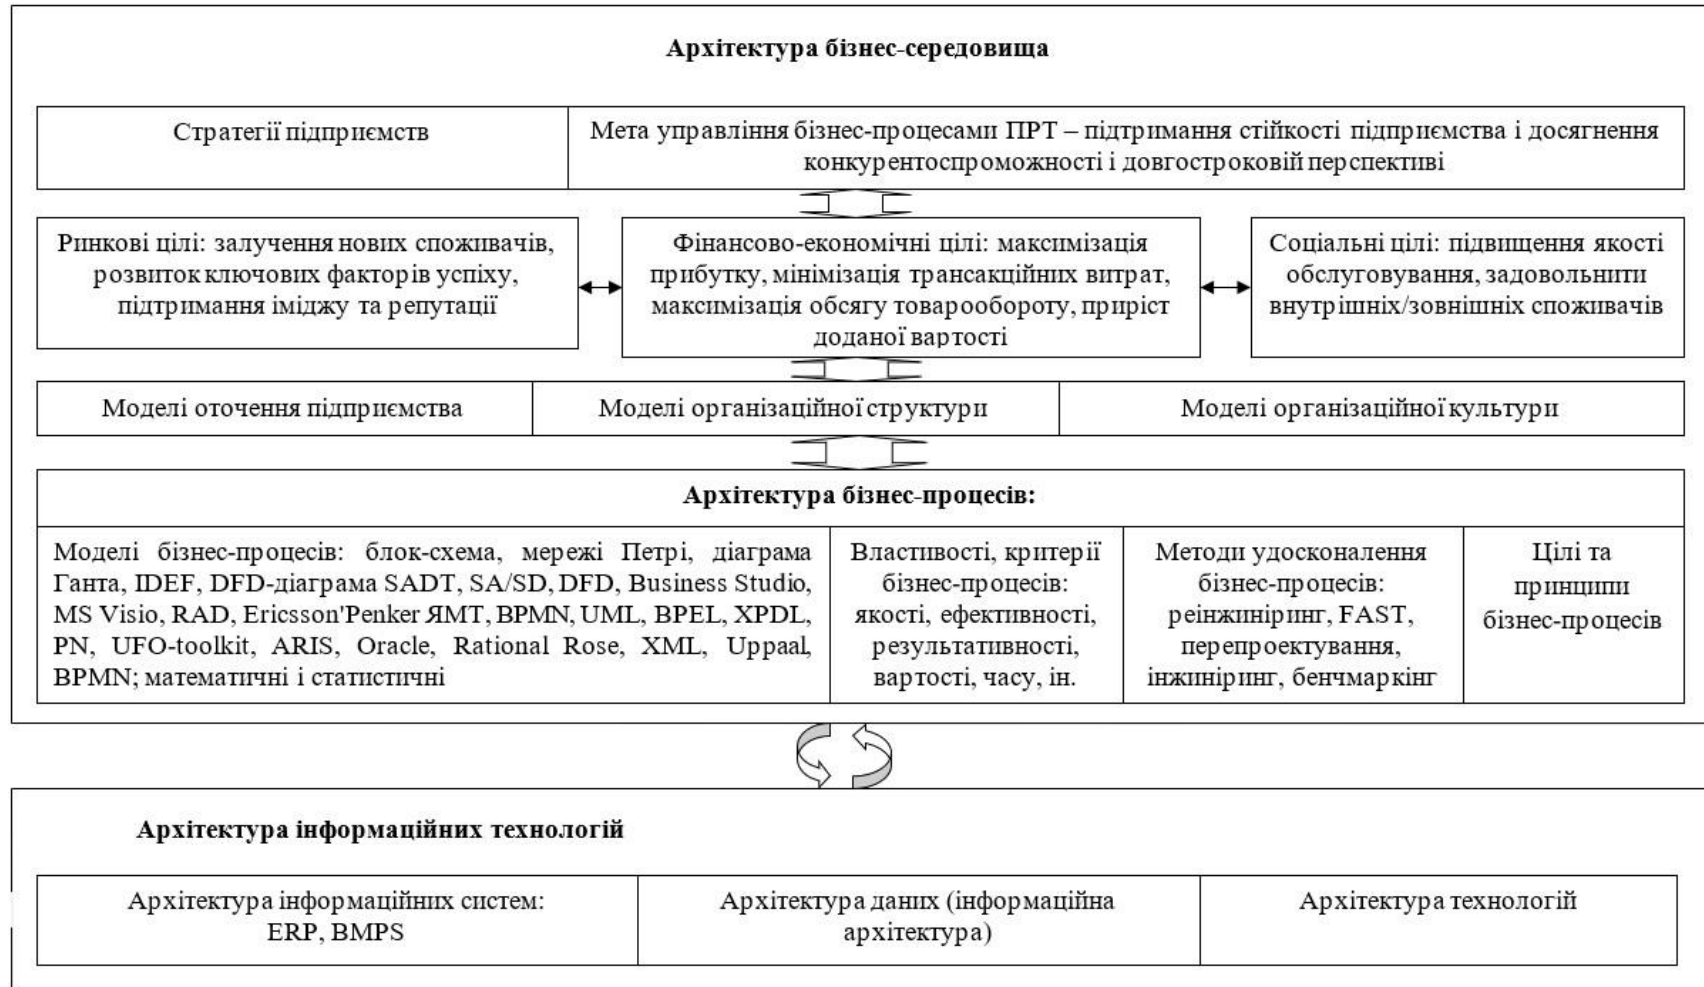 Архітектура бізнес-середовища
Стратегії підприємств
Мета управління бізнес-процесами ПРТ – підтримання стійкості підприємства і досягнення
конкурентоспроможності і довгостроковій перспективі
Ринкові цілі: залучення нових споживачів,
розвиток ключових факторів успіху,
підтримання іміджу та репутації
Фінансово-економічні цілі: максимізація
прибутку, мінімізація трансакційних витрат,
максимізація обсягу товарообороту, приріст
доданої вартості
Соціальні цілі: підвищення якості
обслуговування, задовольнити
внутрішніх/зовнішніх споживачів
Моделі оточення підприємства
Моделі організаційної структури
Моделі організаційної культури
Архітектура бізнес-процесів:
Моделі бізнес-процесів: блок-схема, мережі Петрі, діаграма
Ганта, IDEF, DFD-діаграма SADT, SA/SD, DFD, Business Studio,
MS Visio, RAD, Ericsson'Penker ЯМТ, BPMN, UML, BPEL, XPDL,
PN, UFO-toolkit, ARIS, Oracle, Rational Rose, XML, Uppaal,
BPMN; математичні і статистичні
Властивості, критерії
бізнес-процесів:
якості, ефективності,
результативності,
вартості, часу, ін.
Методи удосконалення
бізнес-процесів:
реінжиніринг, FAST,
перепроектування,
інжиніринг, бенчмаркінг
Цілі та
принципи
бізнес-процесів
Архітектура інформаційних технологій
Архітектура інформаційних систем:
ERP, BMPS
Архітектура даних (інформаційна
архітектура)
Архітектура технологій